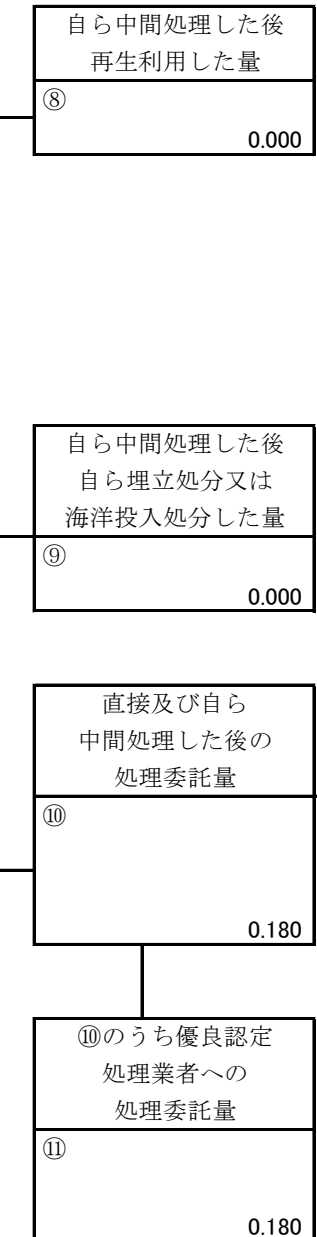 自ら中間処理した後
再生利用した量
⑧
0.000
自ら中間処理した後
自ら埋立処分又は
海洋投入処分した量
⑨
0.000
直接及び自ら
中間処理した後の
処理委託量
⑩
0.180
⑩のうち優良認定
処理業者への
処理委託量
⑪
0.180